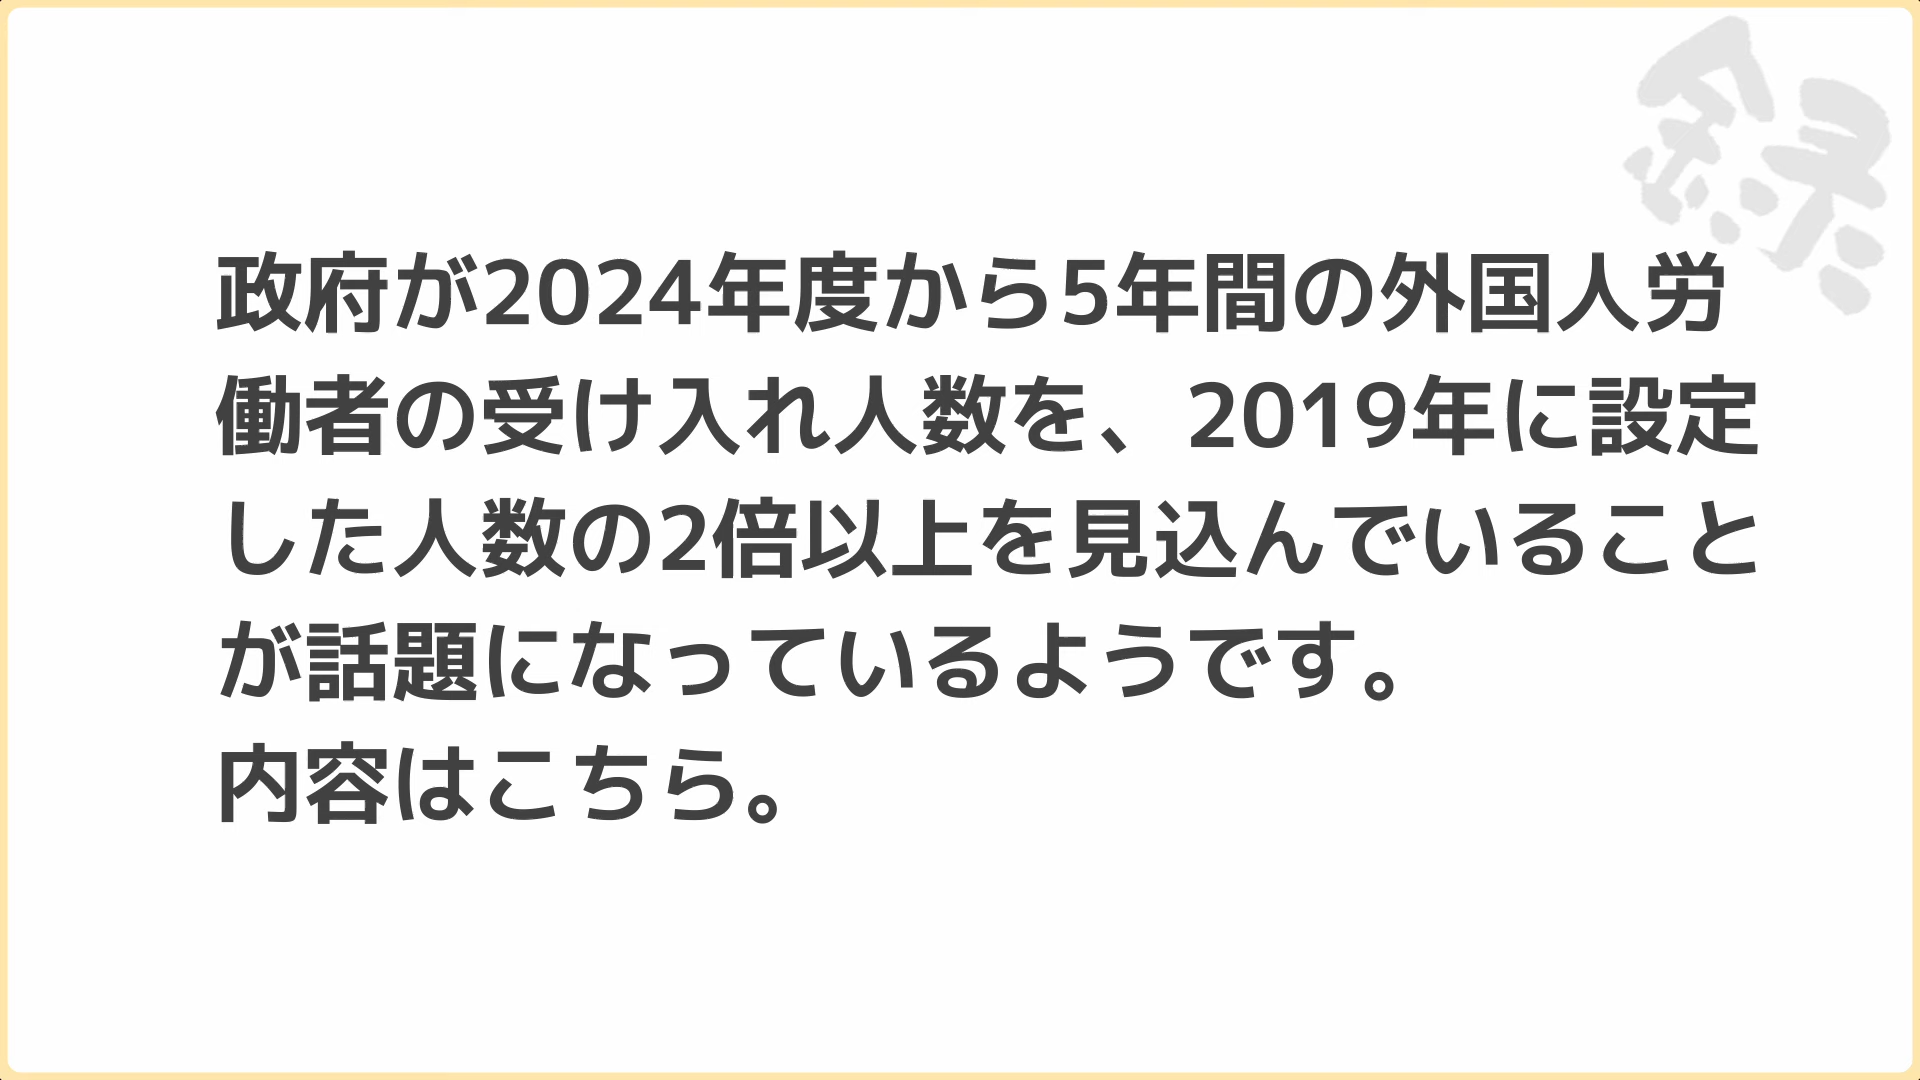 録
政府が2024年度から5年間の外国人労
働者の受け入れ人数を、2019年に設定
した人数の2倍以上を見込んでいること
が話題になっているようです。
内容はこちら。